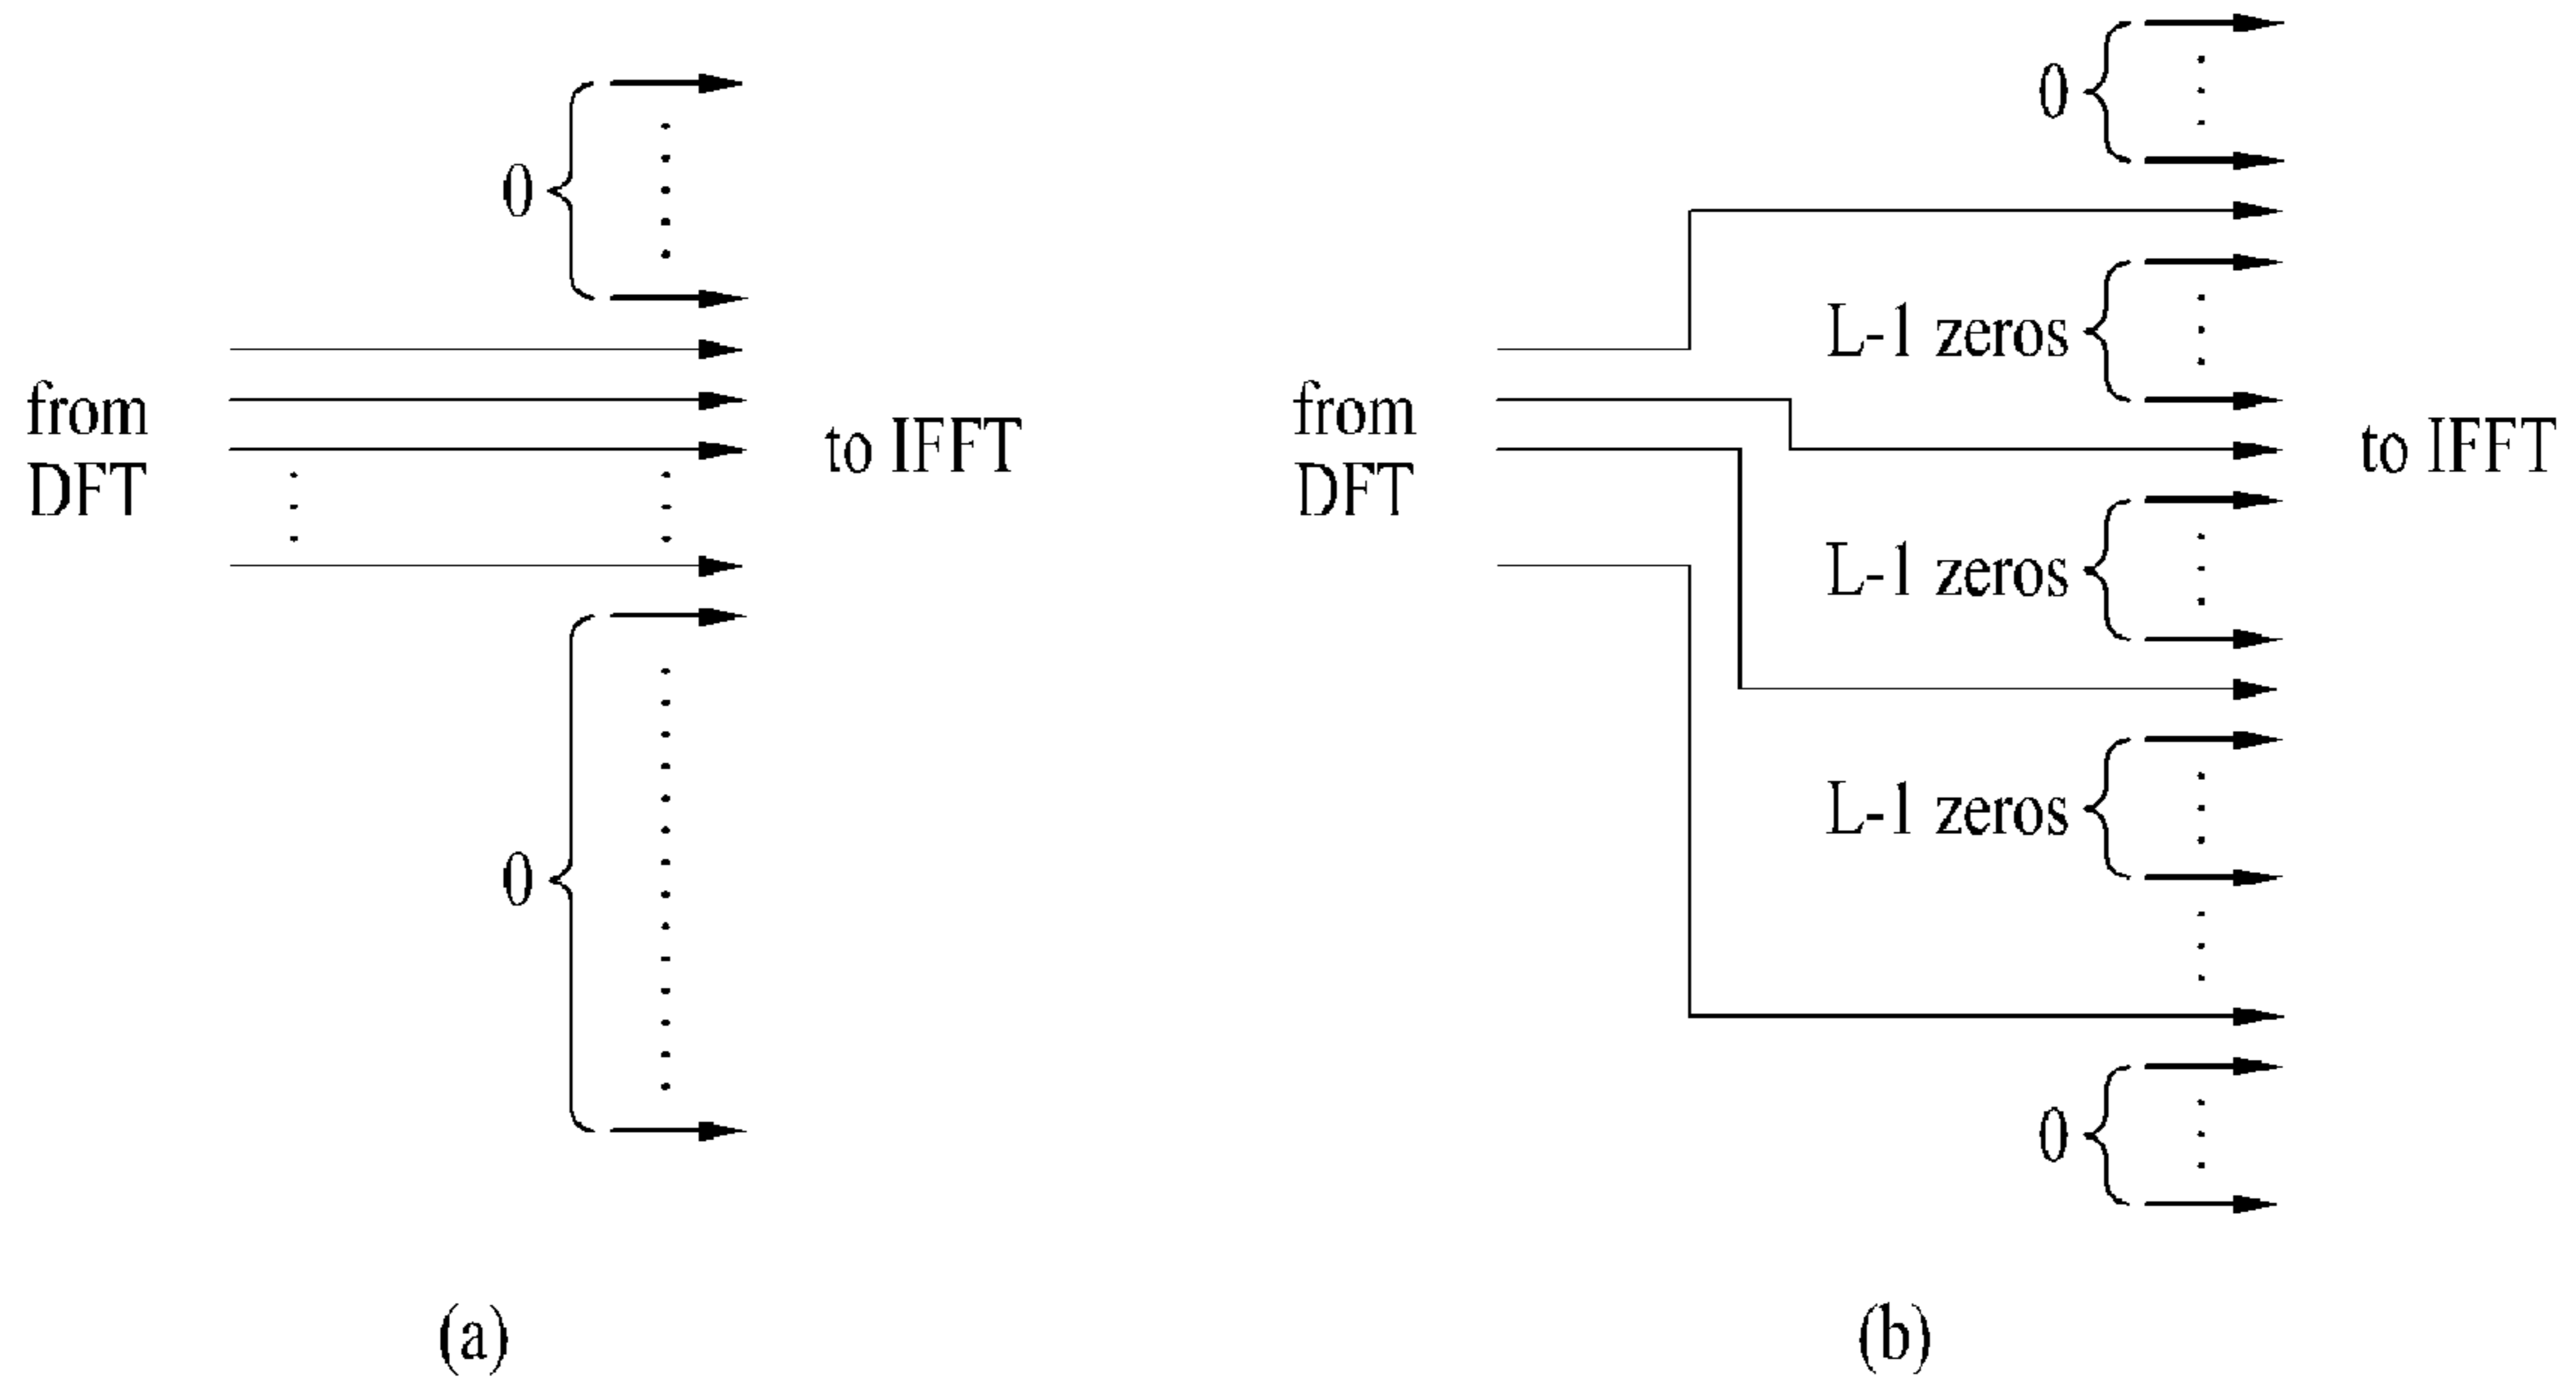 0
from
DFT
to IFFT
0
(a)
0
L-1 zeros
from
DFT
to IFFT
L-1 zeros
L-1 zeros
0
(b)